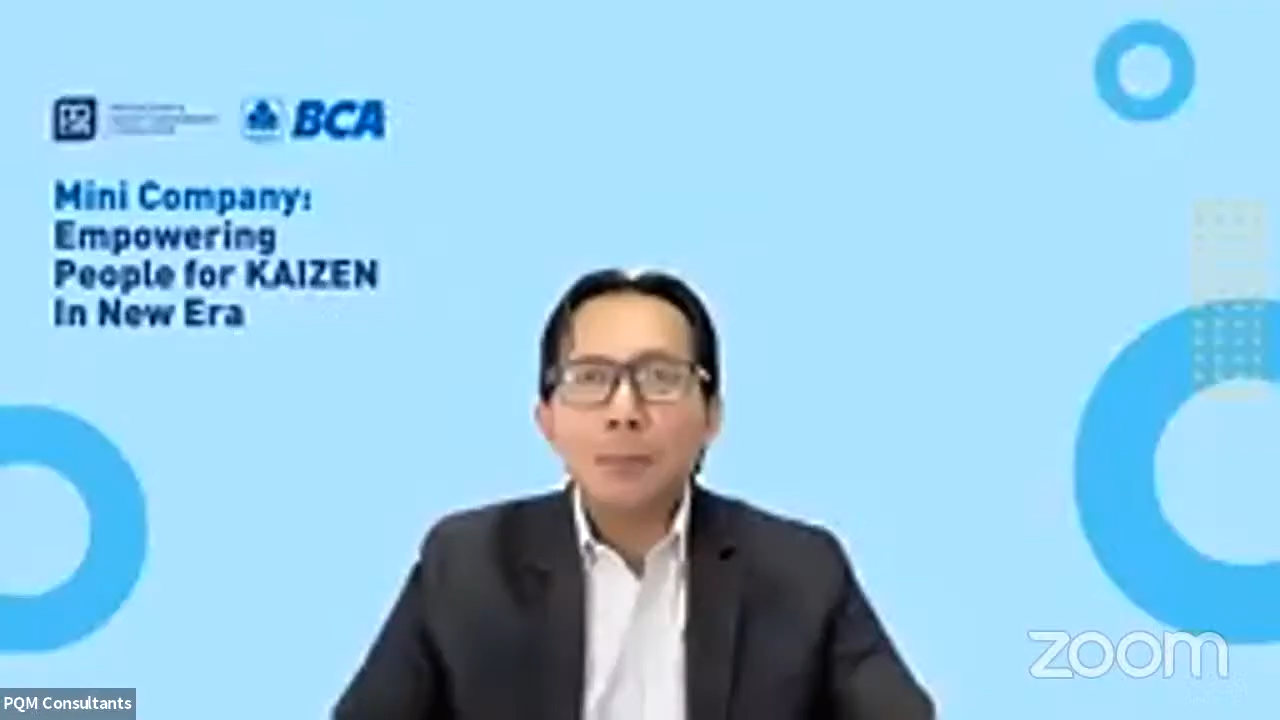 BCA
Mini Company:
Empowering
People for KAIZEN
In New Era
zoom
PQM Consultants